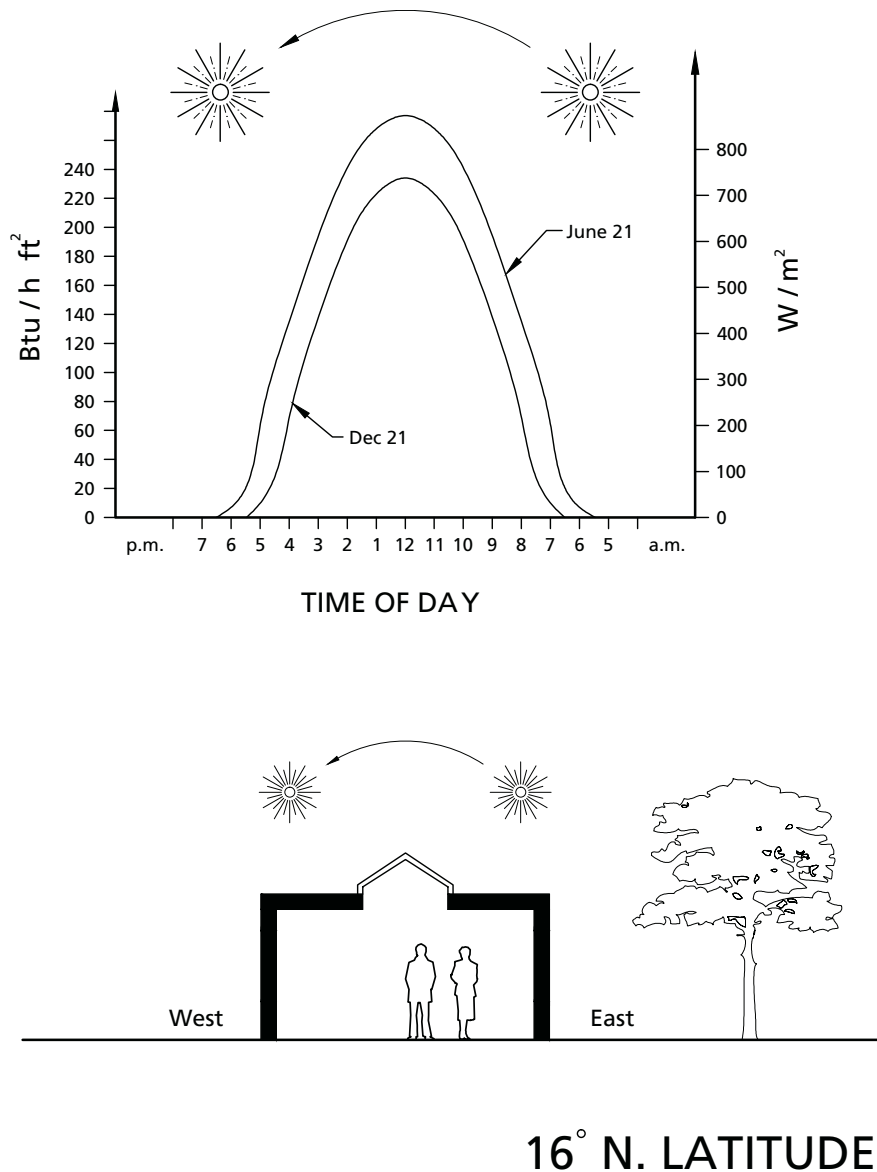 Btu / h ft²
240
220
200
180
160
140
120
100
80
60
40
20
0
W / m²
800
700
600
500
400
300
200
100
0
June 21
Dec 21
p.m. 7 6 5 4 3 2 1 12 11 10 9 8 7 6 5 a.m.
TIME OF DAY
West
East
16° N. LATITUDE